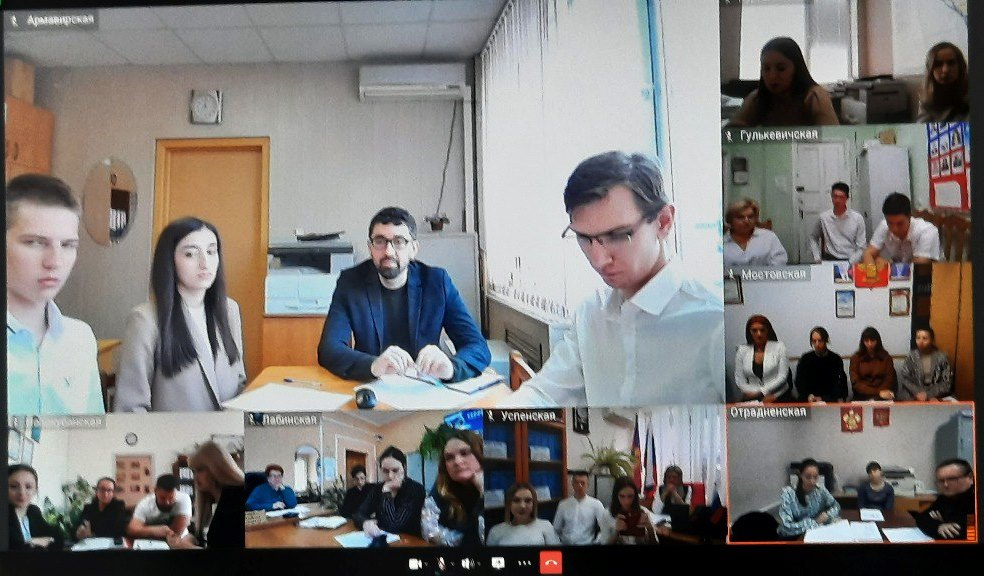 Армавирская
Гулькевичская
Мостовская
Лабинская
Успенская
Отрадненская